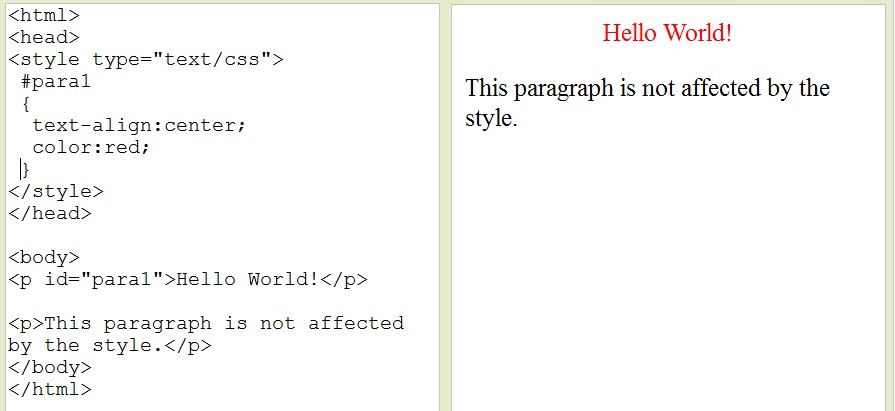 <html>
<head>
<style type="text/css">
 #para1
 {
  text-align:center;
  color:red;
 }
</style>
</head>

<body>
<p id="para1">Hello World!</p>

<p>This paragraph is not affected
by the style.</p>
</body>
</html>
Hello World!
This paragraph is not affected by the
style.